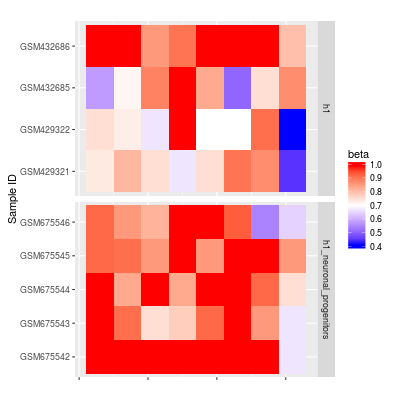 GSM432686
GSM432685
GSM429322
GSM429321
h1
GSM675546
GSM675545
GSM675544
GSM675543
GSM675542
h1_neuronal_progenitors
Sample ID
beta
1.0
0.9
0.8
0.7
0.6
0.5
0.4